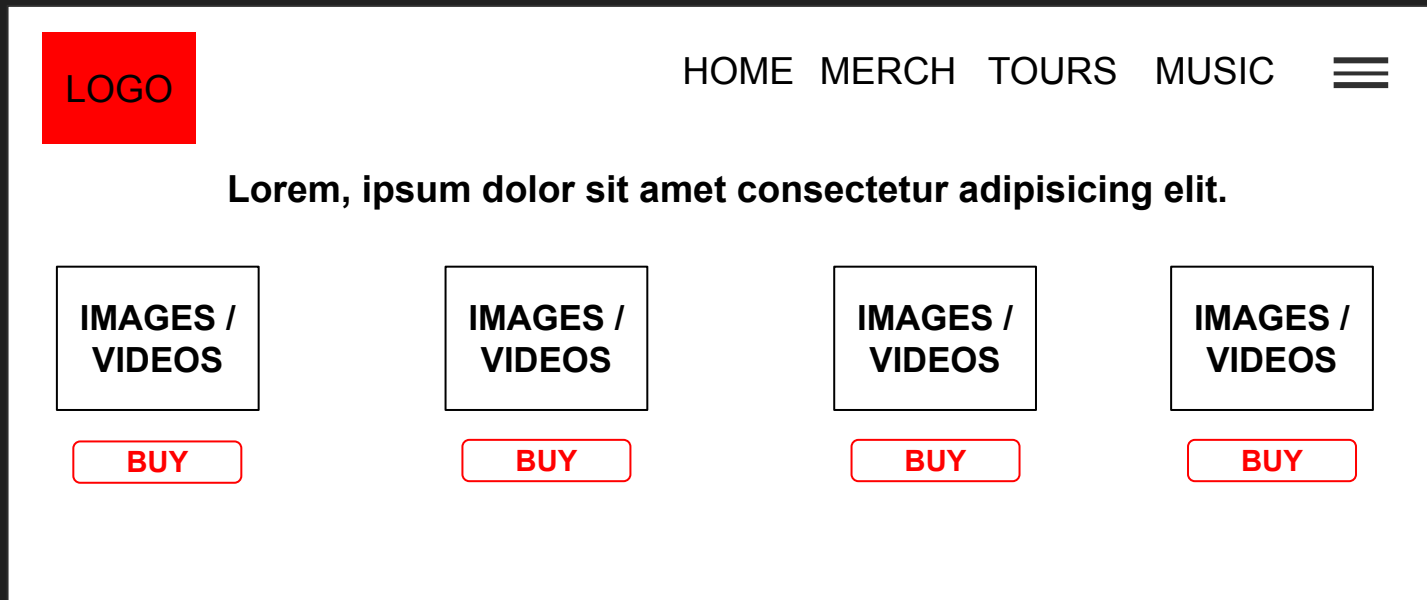 LOGO
HOME MERCH TOURS MUSIC
Lorem, ipsum dolor sit amet consectetur adipisicing elit.
IMAGES /
VIDEOS
IMAGES /
VIDEOS
IMAGES /
VIDEOS
IMAGES /
VIDEOS
BUY
BUY
BUY
BUY